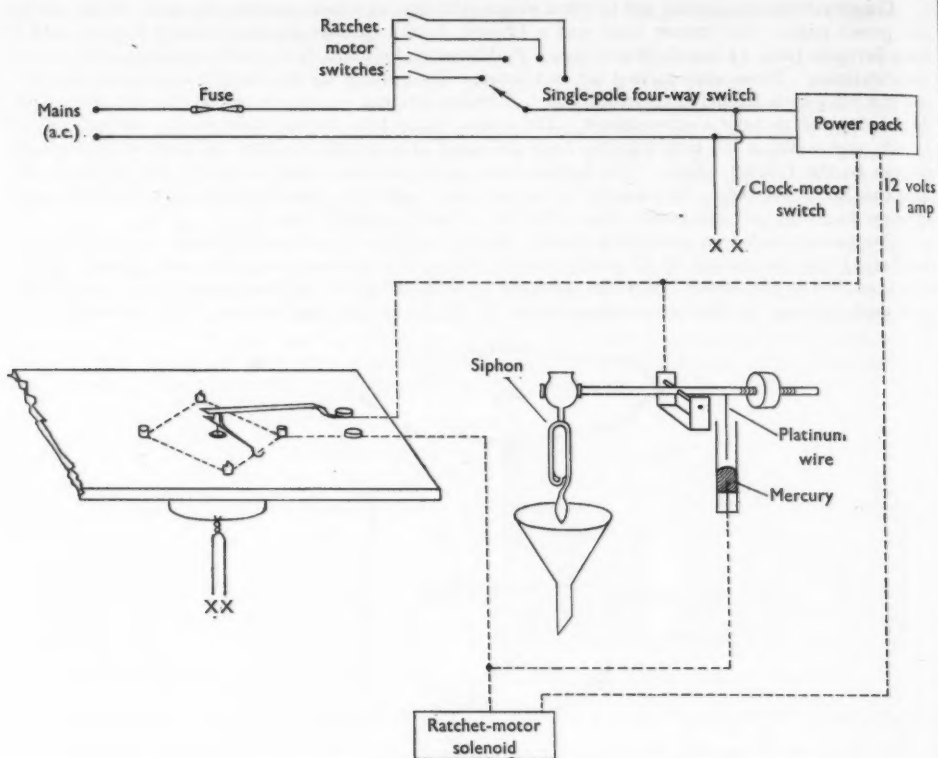 Ratchet-
motor
switches
Fuse
Single-pole four-way switch
Mains
(a.c.)
Power pack
12 volts
1 amp
Clock-motor
switch
X X
Siphon
Platinum
wire
Mercury
XX
Ratchet-motor
solenoid